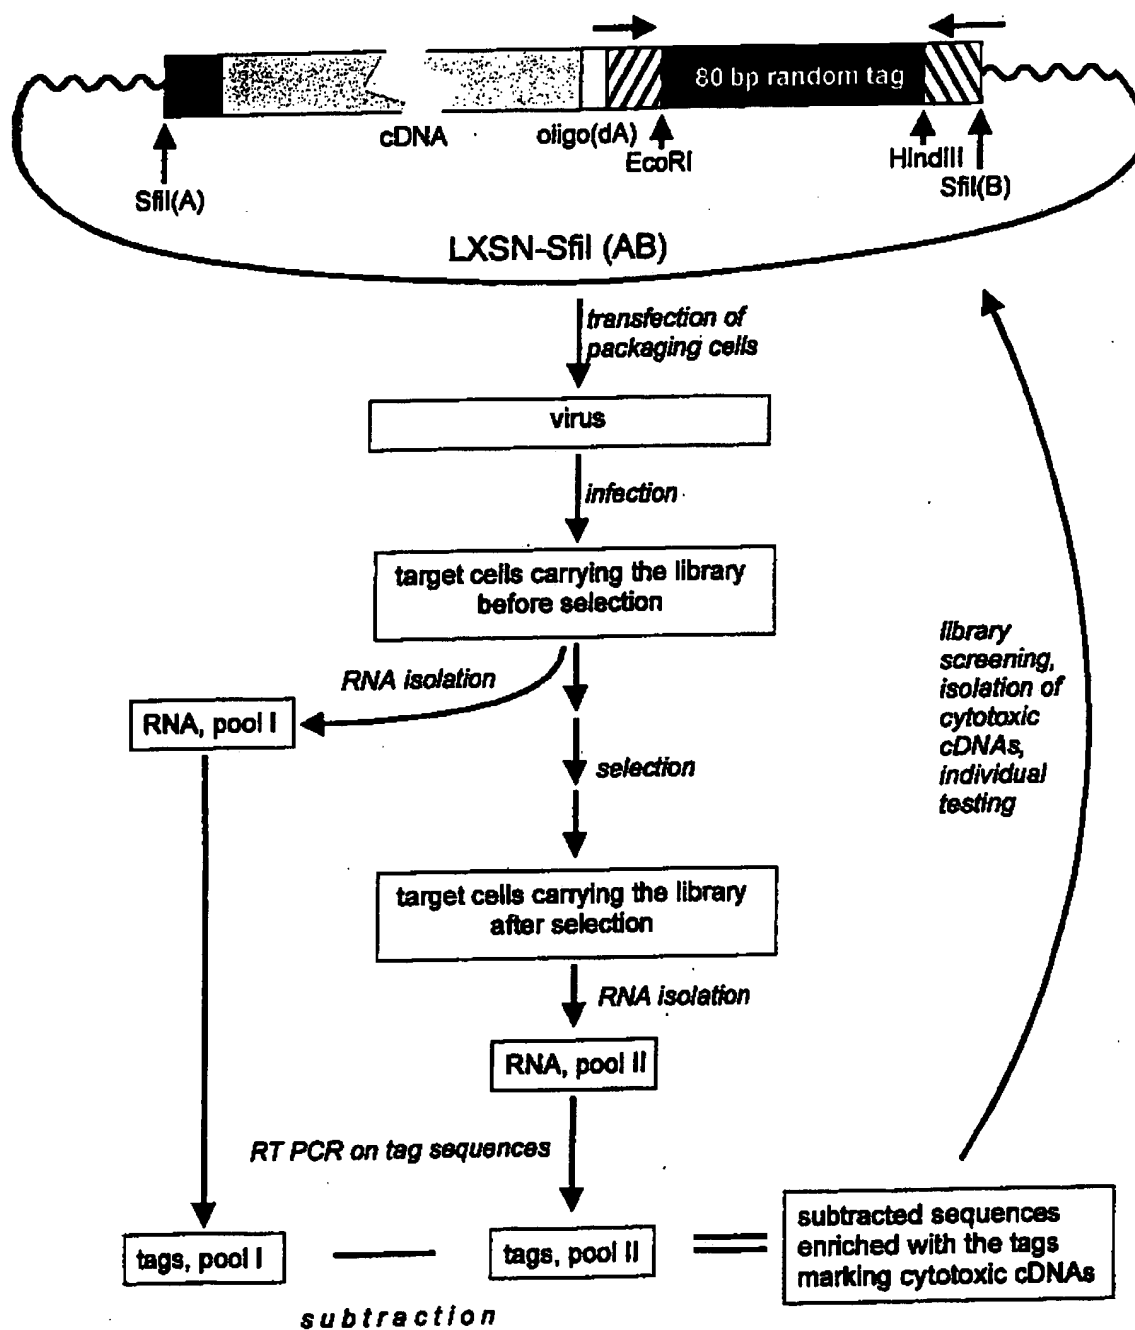 80 bp random tag
cDNA
oligo(dA)
EcoRI
HindIII
SfiI(A)
SfiI(B)
LXSN-SfiI (AB)
transfection of
packaging cells
virus
infection
target cells carrying the library
before selection
RNA isolation
RNA, pool I
selection
library
screening,
isolation of
cytotoxic
cDNAs,
individual
testing
target cells carrying the library
after selection
RNA isolation
RNA, pool II
RT PCR on tag sequences
tags, pool I
tags, pool II
subtracted sequences
enriched with the tags
marking cytotoxic cDNAs
subtraction